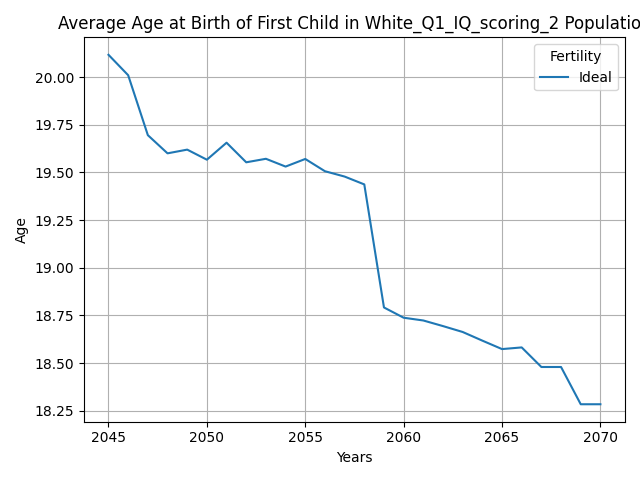 Average Age at Birth of First Child in White_Q1_IQ_scoring_2 Populatio
Fertility
Ideal
20.00
19.75
19.50
19.25
19.00
18.75
18.50
18.25
Age
2045 2050 2055 2060 2065 2070
Years